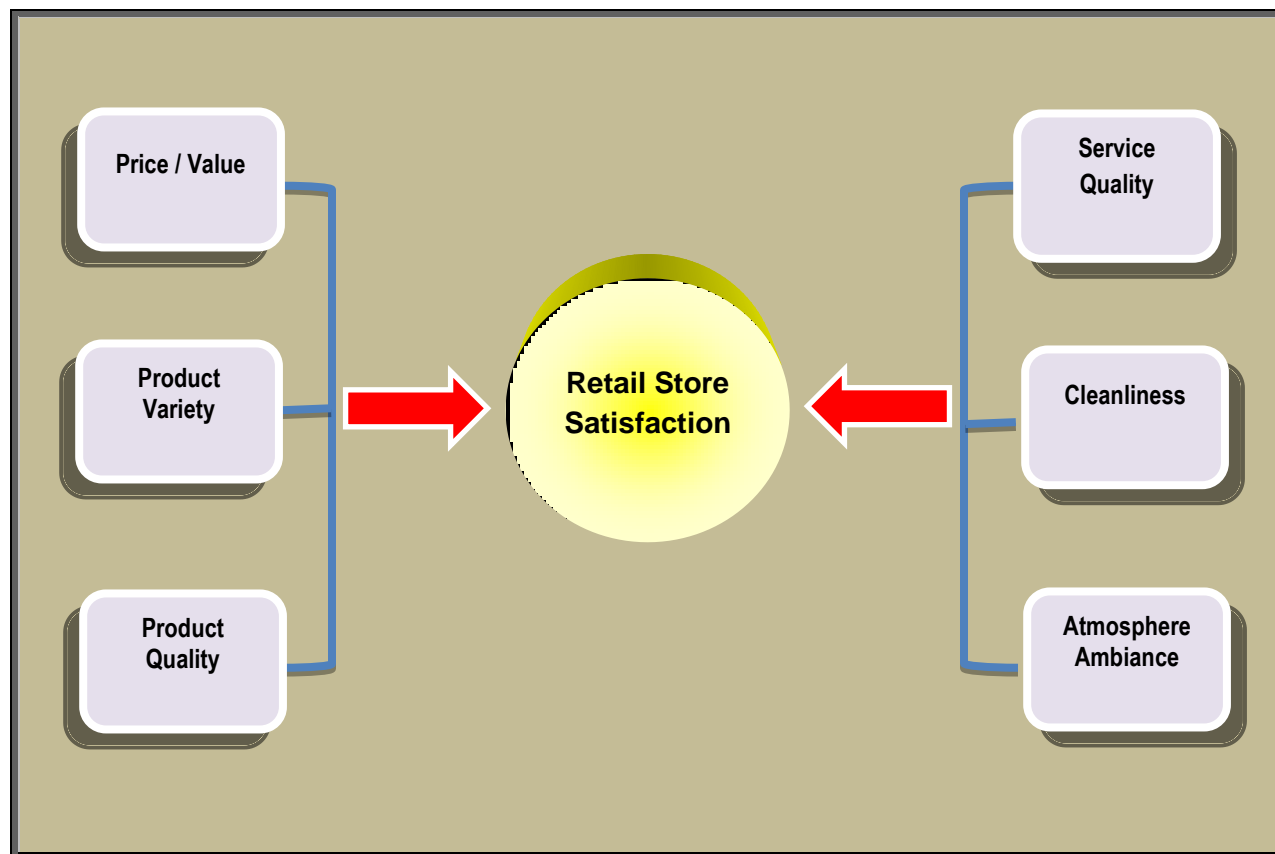 Price / Value
Product
Variety
Product
Quality
Retail Store
Satisfaction
Service
Quality
Cleanliness
Atmosphere
Ambiance